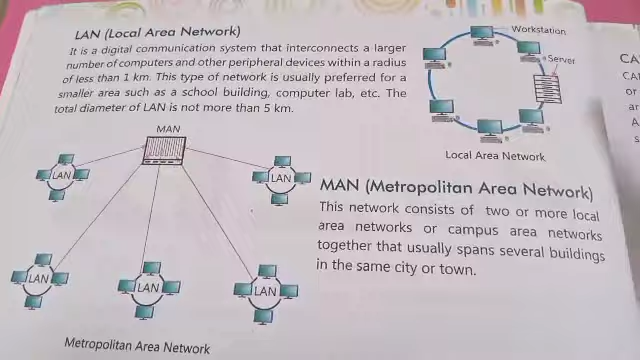 LAN (Local Area Network)
It is a digital communication system that interconnects a larger
number of computers and other peripheral devices within a radius
of less than 1 km. This type of network is usually preferred for a
smaller area such as a school building, computer lab, etc. The
total diameter of LAN is not more than 5 km.
Workstation
Server
Local Area Network
MAN
LAN
LAN
LAN
LAN
LAN
Metropolitan Area Network
MAN (Metropolitan Area Network)
This network consists of two or more local
area networks or campus area networks
together that usually spans several buildings
in the same city or town.
CA
CA
or
ar
A
s